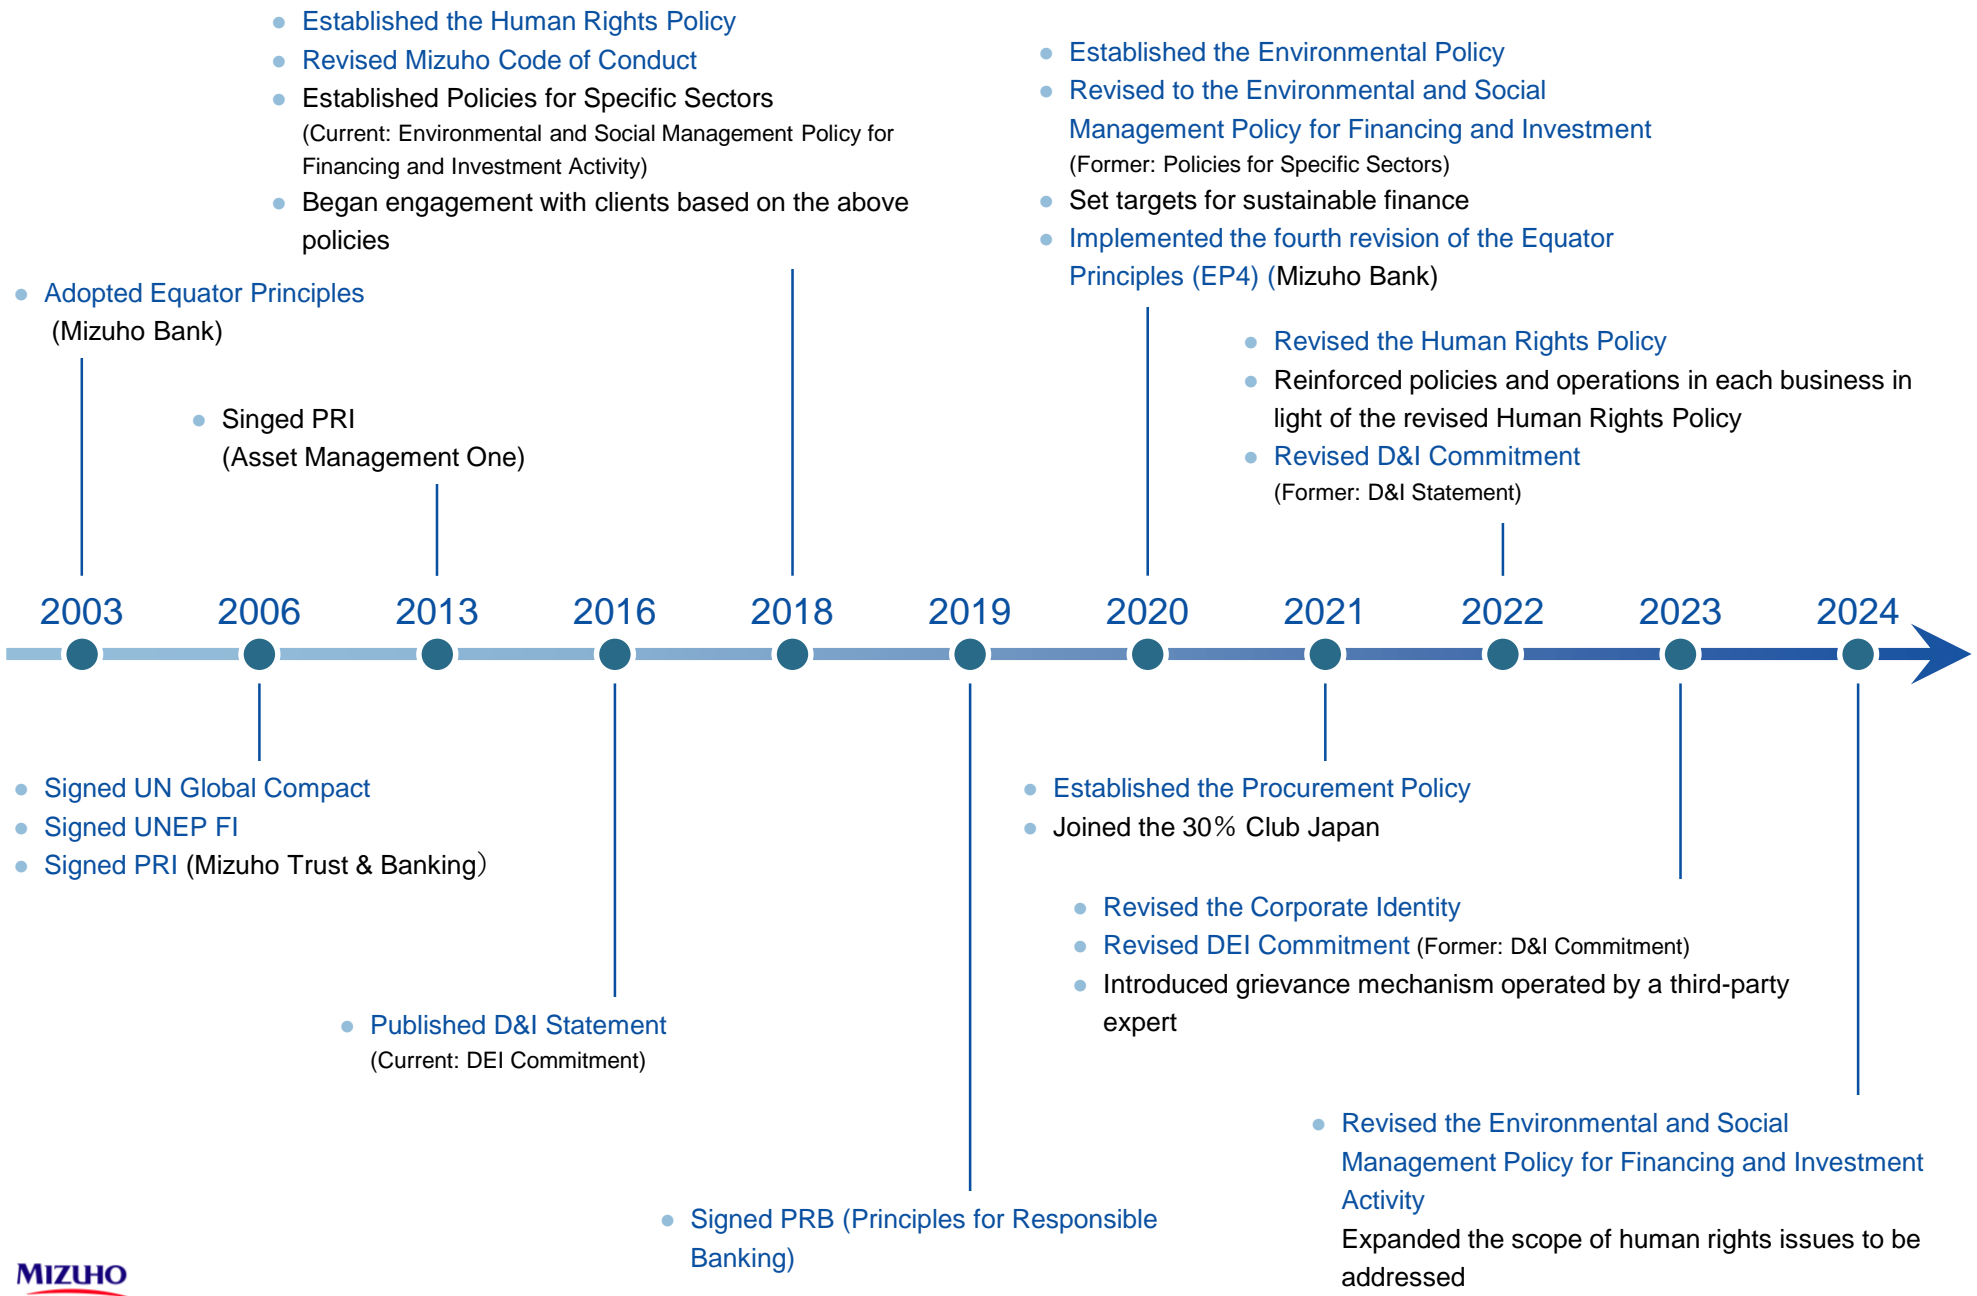 Established the Human Rights Policy
Revised Mizuho Code of Conduct
Established Policies for Specific Sectors
(Current: Environmental and Social Management Policy for
Financing and Investment Activity)
Began engagement with clients based on the above
policies
Established the Environmental Policy
Revised to the Environmental and Social
Management Policy for Financing and Investment
(Former: Policies for Specific Sectors)
Set targets for sustainable finance
Implemented the fourth revision of the Equator
Principles (EP4) (Mizuho Bank)
Adopted Equator Principles
(Mizuho Bank)
Singed PRI
(Asset Management One)
Revised the Human Rights Policy
Reinforced policies and operations in each business in
light of the revised Human Rights Policy
Revised D&I Commitment
(Former: D&I Statement)
2003 2006 2013 2016 2018 2019 2020 2021 2022 2023 2024
Signed UN Global Compact
Signed UNEP FI
Signed PRI (Mizuho Trust & Banking）
Established the Procurement Policy
Joined the 30% Club Japan
Revised the Corporate Identity
Revised DEI Commitment (Former: D&I Commitment)
Introduced grievance mechanism operated by a third-party
expert
Published D&I Statement
(Current: DEI Commitment)
Revised the Environmental and Social
Management Policy for Financing and Investment
Activity
Expanded the scope of human rights issues to be
addressed
Signed PRB (Principles for Responsible
Banking)
MIZUHO